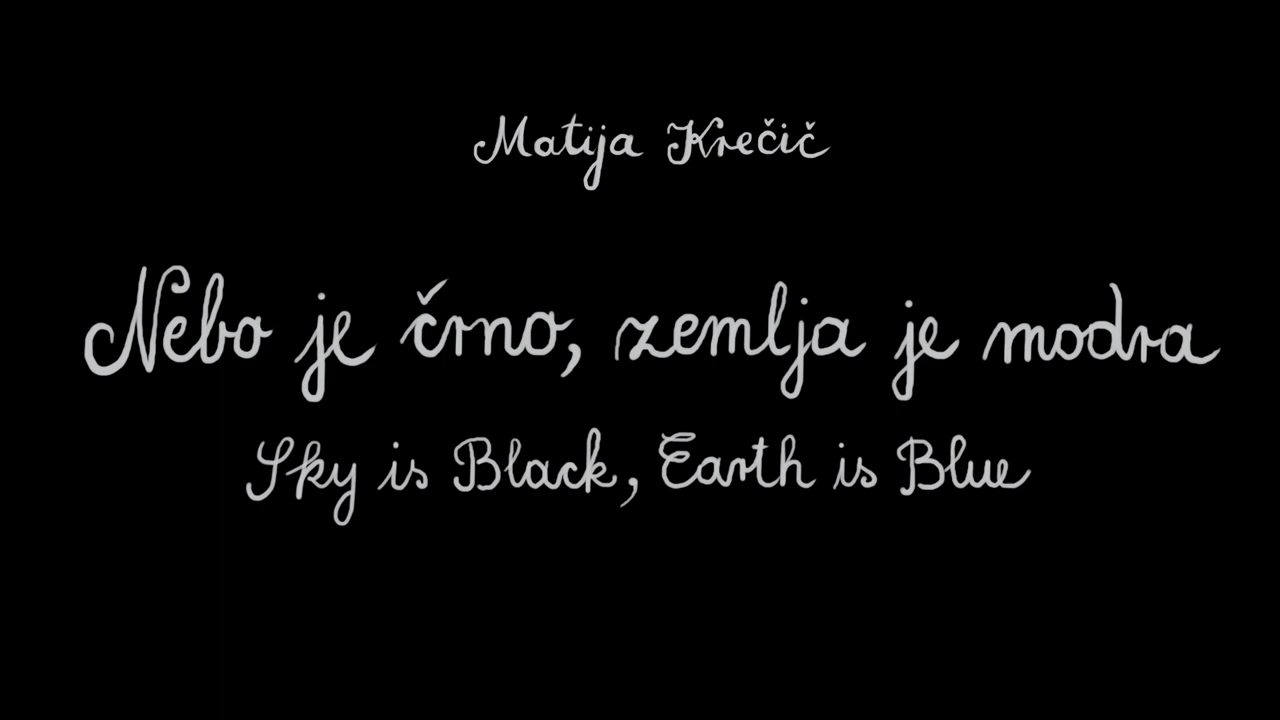 Matija Krečič
Nebo je črno, zemlja je modra
Sky is Black, Earth is Blue